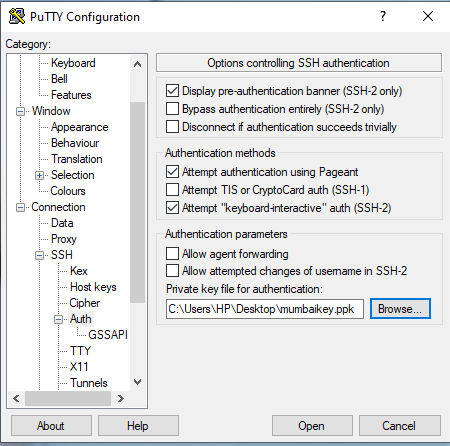 PuTTY Configuration
?
Category:
Keyboard
Bell
Features
Window
Appearance
Behaviour
Translation
Selection
Colours
Connection
Data
Proxy
SSH
Kex
Host keys
Cipher
Auth
GSSAPI
TTY
X11
Tunnels
Options controlling SSH authentication
Display pre-authentication banner (SSH-2 only)
Bypass authentication entirely (SSH-2 only)
Disconnect if authentication succeeds trivially
Authentication methods
Attempt authentication using Pageant
Attempt TIS or CryptoCard auth (SSH-1)
Attempt "keyboard-interactive" auth (SSH-2)
Authentication parameters
Allow agent forwarding
Allow attempted changes of username in SSH-2
Private key file for authentication:
C:\Users\HP\Desktop\mumbaikey.ppk Browse...
About Help Open Cancel